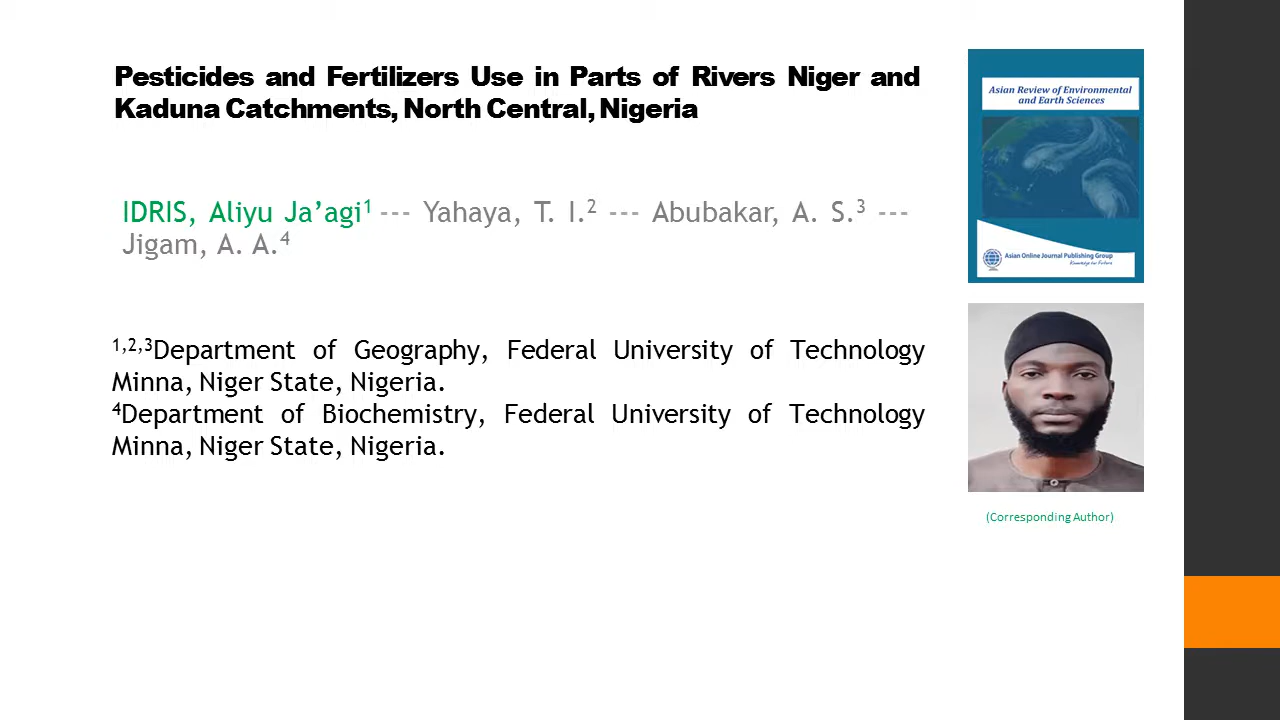 Pesticides and Fertilizers Use in Parts of Rivers Niger and
Kaduna Catchments, North Central, Nigeria
IDRIS, Aliyu Ja’agi¹ --- Yahaya, T. I.² --- Abubakar, A. S.³ ---
Jigam, A. A.⁴
¹,²,³Department of Geography, Federal University of Technology
Minna, Niger State, Nigeria.
⁴Department of Biochemistry, Federal University of Technology
Minna, Niger State, Nigeria.
Asian Review of Environmental
and Earth Sciences
Asian Online Journal Publishing Group
Knowledge for Future
(Corresponding Author)